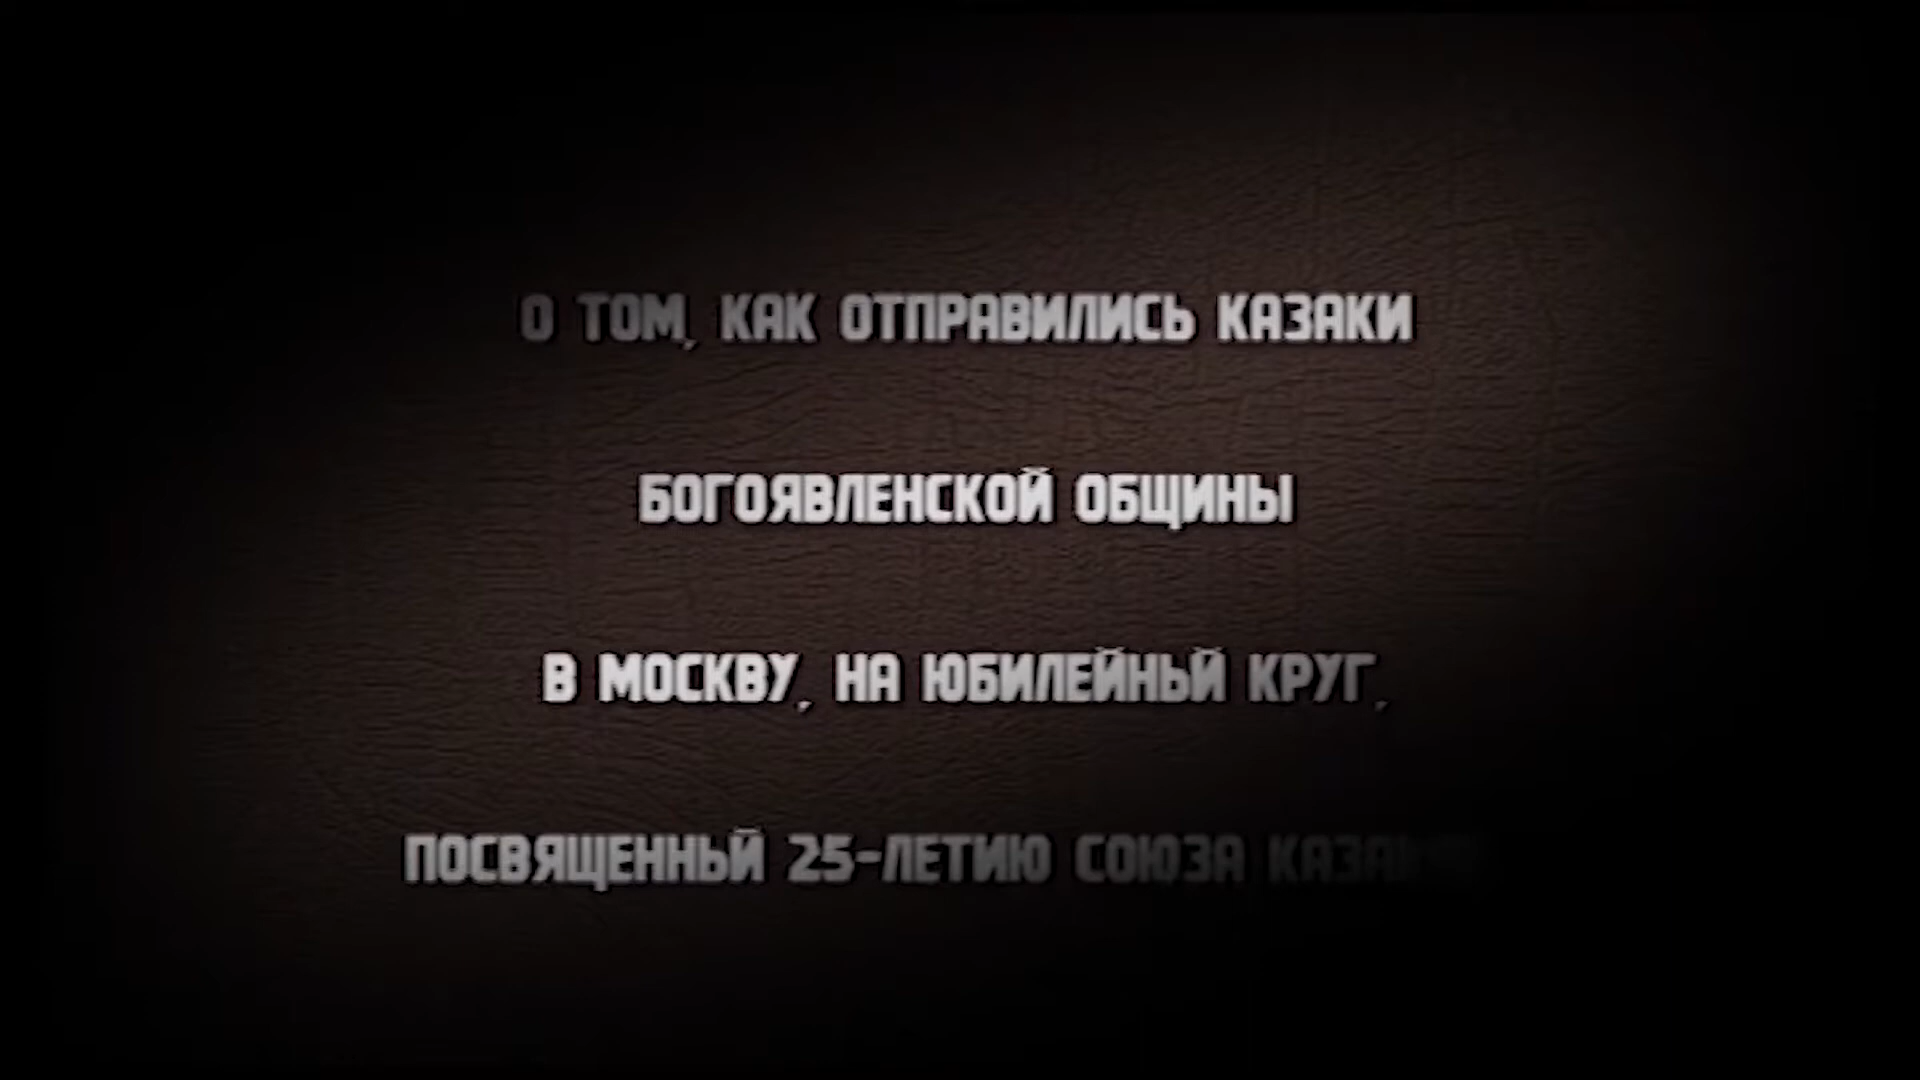 О ТОМ, КАК ОТПРАВИЛИСЬ КАЗАКИ
БОГОЯВЛЕНСКОЙ ОБЩИНЫ
В МОСКВУ, НА ЮБИЛЕЙНЫЙ КРУГ,
ПОСВЯЩЕННЫЙ 25-ЛЕТИЮ СОЮЗА